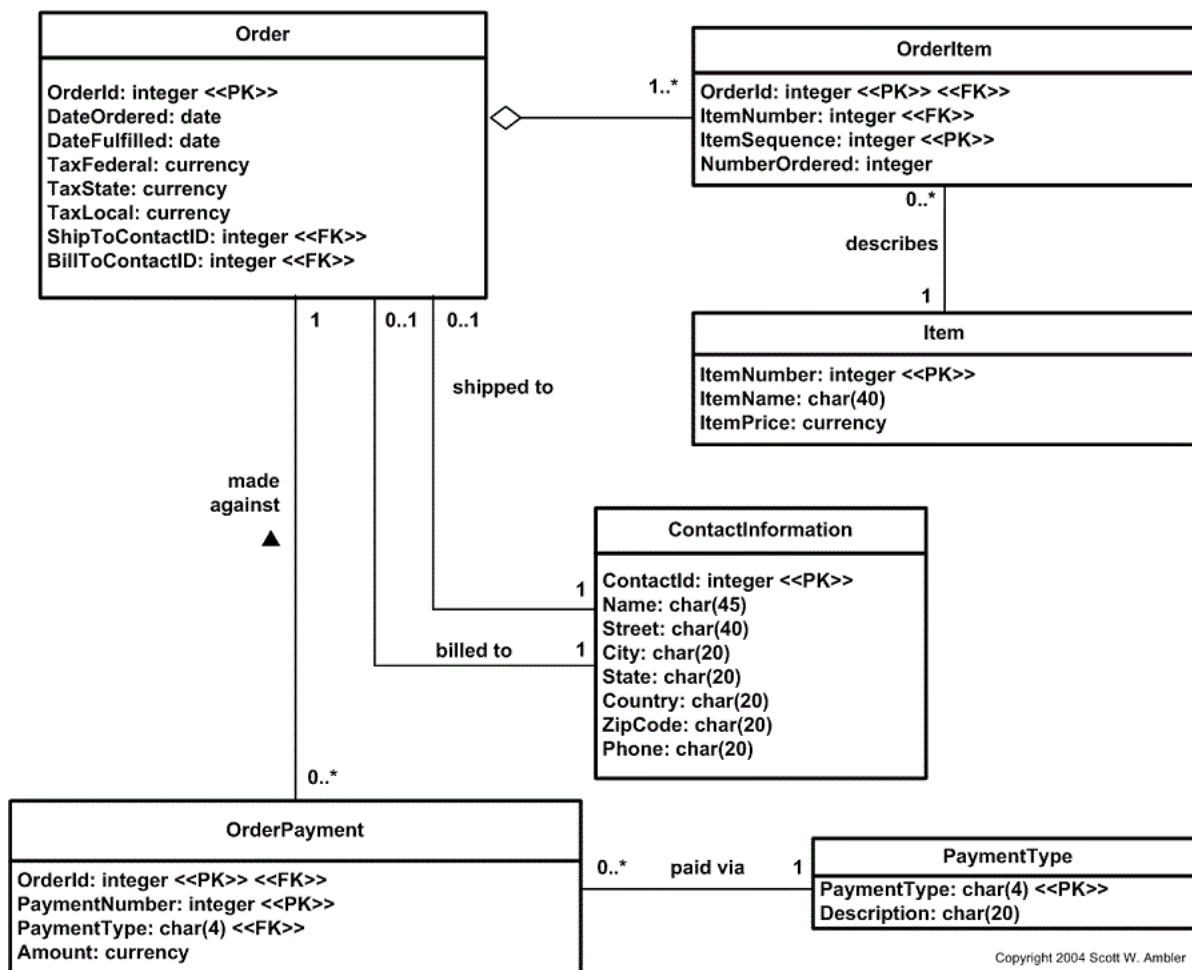 Order
OrderId: integer <<PK>>
DateOrdered: date
DateFulfilled: date
TaxFederal: currency
TaxState: currency
TaxLocal: currency
ShipToContactID: integer <<FK>>
BillToContactID: integer <<FK>>
1..*
OrderItem
OrderId: integer <<PK>> <<FK>>
ItemNumber: integer <<FK>>
ItemSequence: integer <<PK>>
NumberOrdered: integer
0..*
describes
1
Item
ItemNumber: integer <<PK>>
ItemName: char(40)
ItemPrice: currency
1
0..1
0..1
shipped to
made
against
1
billed to
1
ContactInformation
ContactId: integer <<PK>>
Name: char(45)
Street: char(40)
City: char(20)
State: char(20)
Country: char(20)
ZipCode: char(20)
Phone: char(20)
0..*
OrderPayment
OrderId: integer <<PK>> <<FK>>
PaymentNumber: integer <<PK>>
PaymentType: char(4) <<FK>>
Amount: currency
0..*
paid via
1
PaymentType
PaymentType: char(4) <<PK>>
Description: char(20)
Copyright 2004 Scott W. Ambler